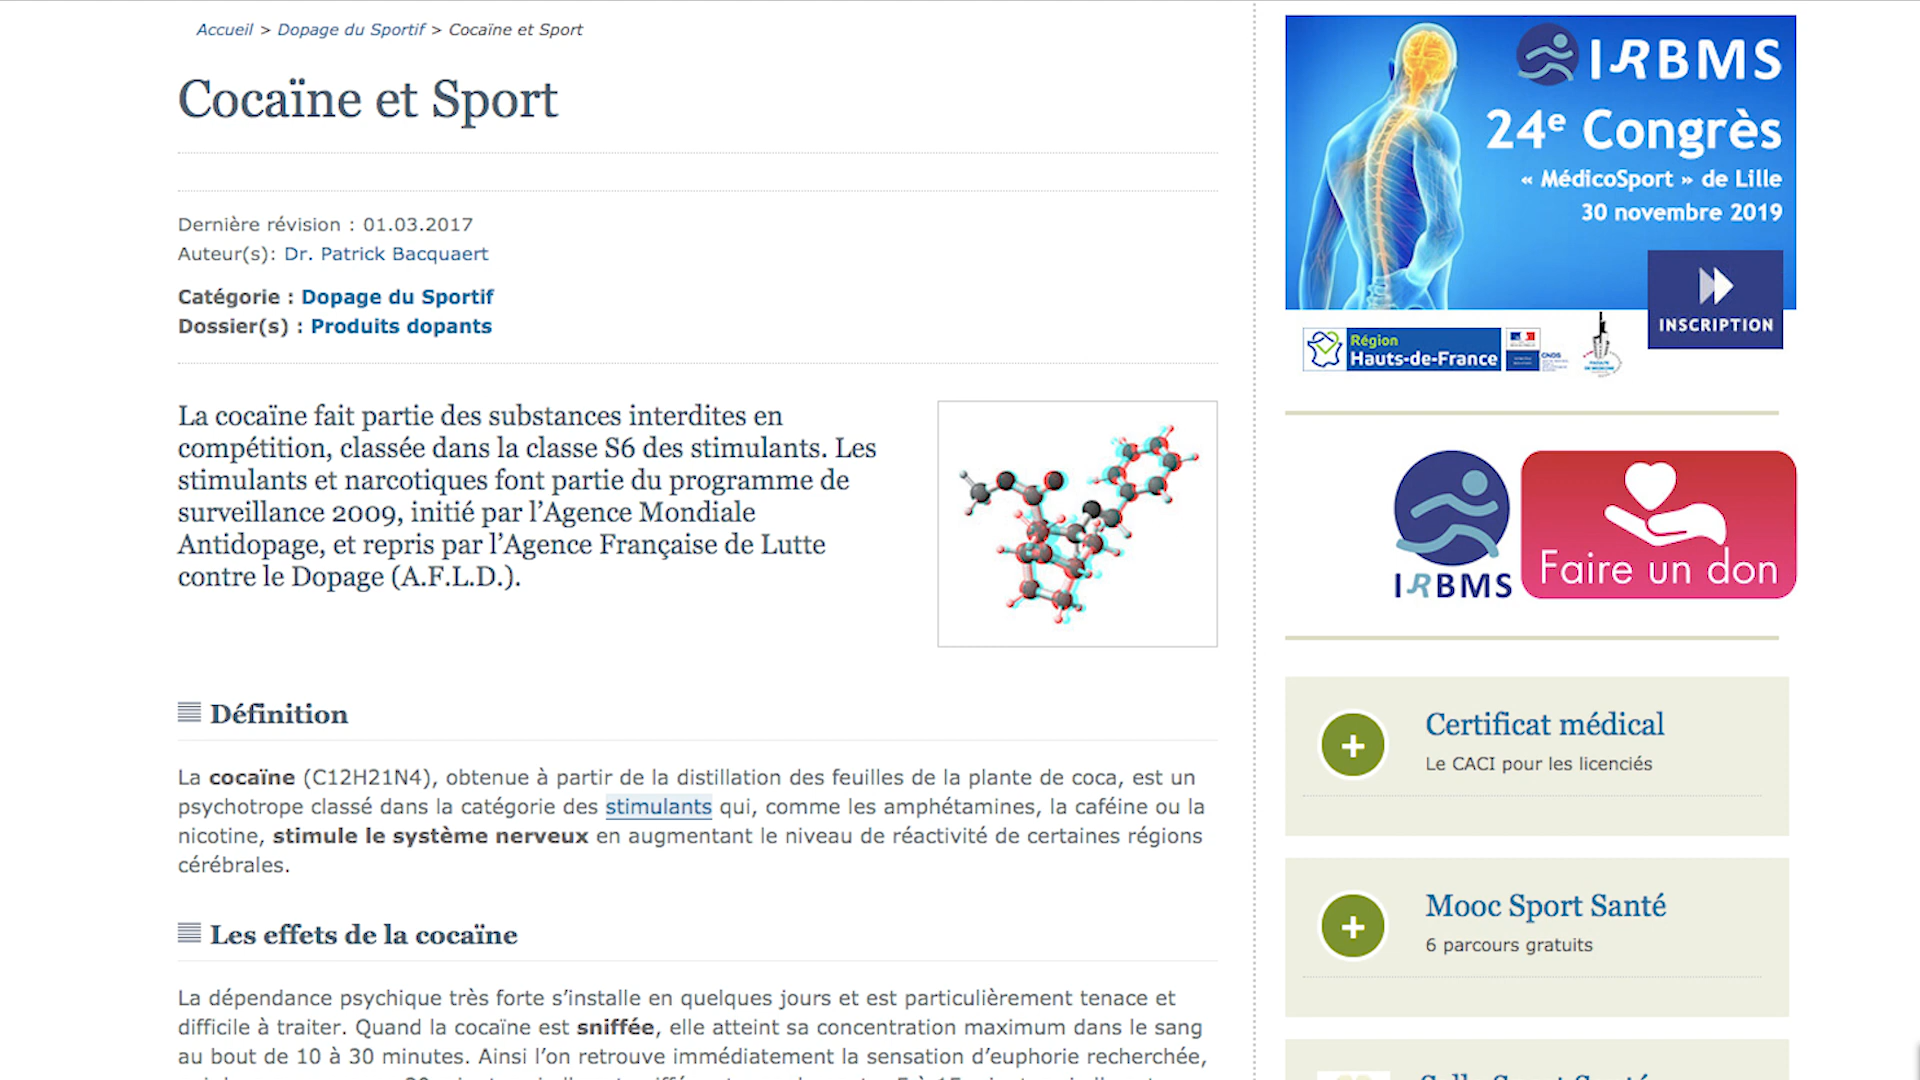 Accueil > Dopage du Sportif > Cocaïne et Sport
Cocaïne et Sport
Dernière révision : 01.03.2017
Auteur(s): Dr. Patrick Bacquaert
Catégorie : Dopage du Sportif
Dossier(s) : Produits dopants
La cocaïne fait partie des substances interdites en
compétition, classée dans la classe S6 des stimulants. Les
stimulants et narcotiques font partie du programme de
surveillance 2009, initié par l’Agence Mondiale
Antidopage, et repris par l’Agence Française de Lutte
contre le Dopage (A.F.L.D.).
Définition
La cocaïne (C12H21N4), obtenue à partir de la distillation des feuilles de la plante de coca, est un
psychotrope classé dans la catégorie des stimulants qui, comme les amphétamines, la caféine ou la
nicotine, stimule le système nerveux en augmentant le niveau de réactivité de certaines régions
cérébrales.
Les effets de la cocaïne
La dépendance psychique très forte s’installe en quelques jours et est particulièrement tenace et
difficile à traiter. Quand la cocaïne est sniffée, elle atteint sa concentration maximum dans le sang
au bout de 10 à 30 minutes. Ainsi l’on retrouve immédiatement la sensation d’euphorie recherchée,
IRBMS
24e Congrès
« MédicoSport » de Lille
30 novembre 2019
INSCRIPTION
Région
Hauts-de-France
CNDS
IRBMS
Faire un don
Certificat médical
Le CACI pour les licenciés
Mooc Sport Santé
6 parcours gratuits